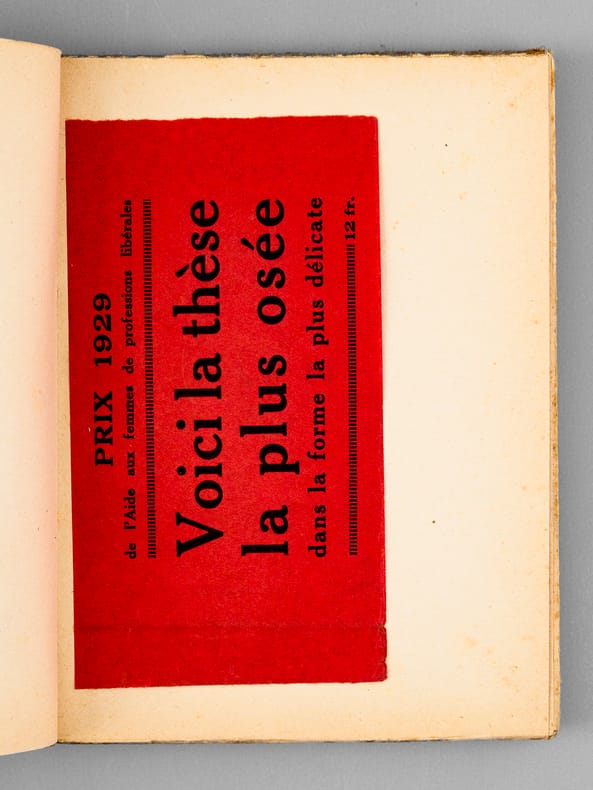 PRIX 1929
de l'Aide aux femmes de professions libérales
Voici la thèse
la plus osée
dans la forme la plus délicate
12 fr.